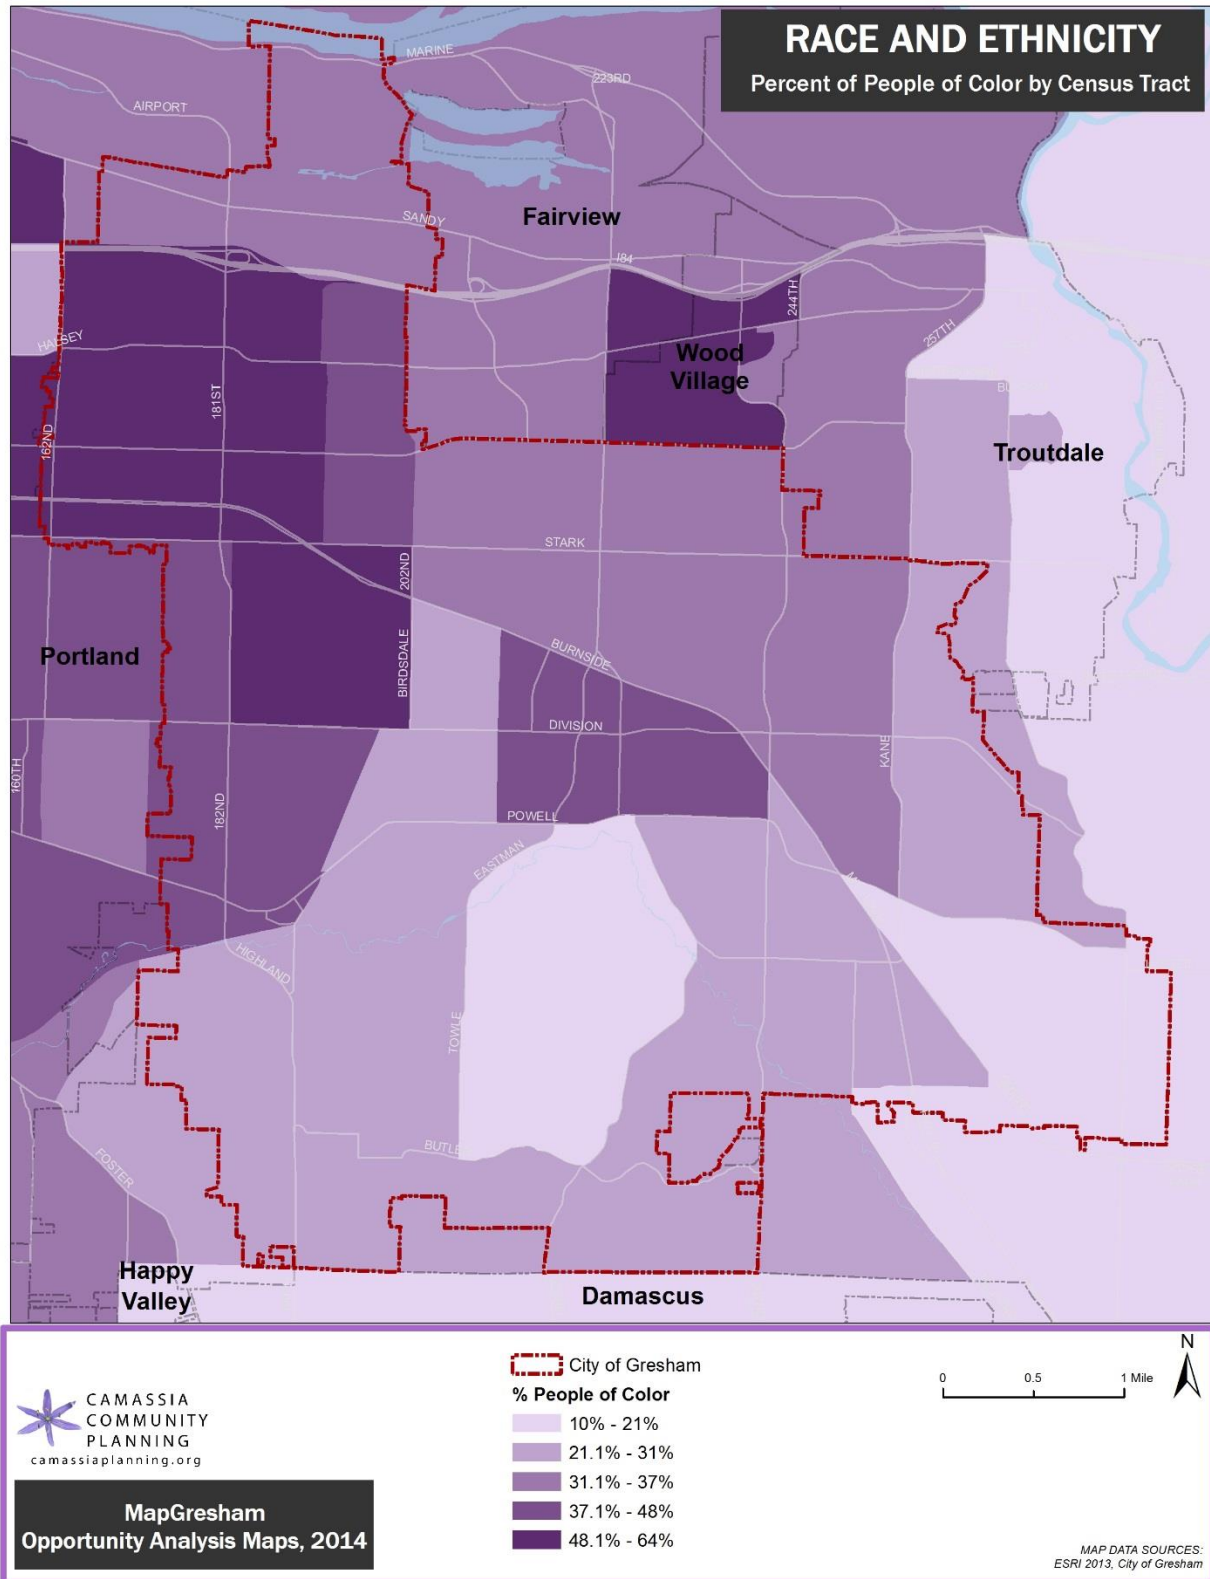 RACE AND ETHNICITY
Percent of People of Color by Census Tract
MARINE
223RD
AIRPORT
SANDY
Fairview
I84
244TH
HALSEY
257TH
Wood
Village
181ST
162ND
Troutdale
STARK
202ND
BIRDSDALE
Portland
BURNSIDE
DIVISION
KANE
160TH
182ND
POWELL
EASTMAN
HIGHLAND
TOWLE
FOSTER
Happy
Valley
Damascus
N
City of Gresham
0 0.5 1 Mile
% People of Color
CAMASSIA
COMMUNITY
PLANNING
camassiaplanning.org
10% - 21%
21.1% - 31%
31.1% - 37%
37.1% - 48%
48.1% - 64%
MapGresham
Opportunity Analysis Maps, 2014
MAP DATA SOURCES:
ESRI 2013, City of Gresham